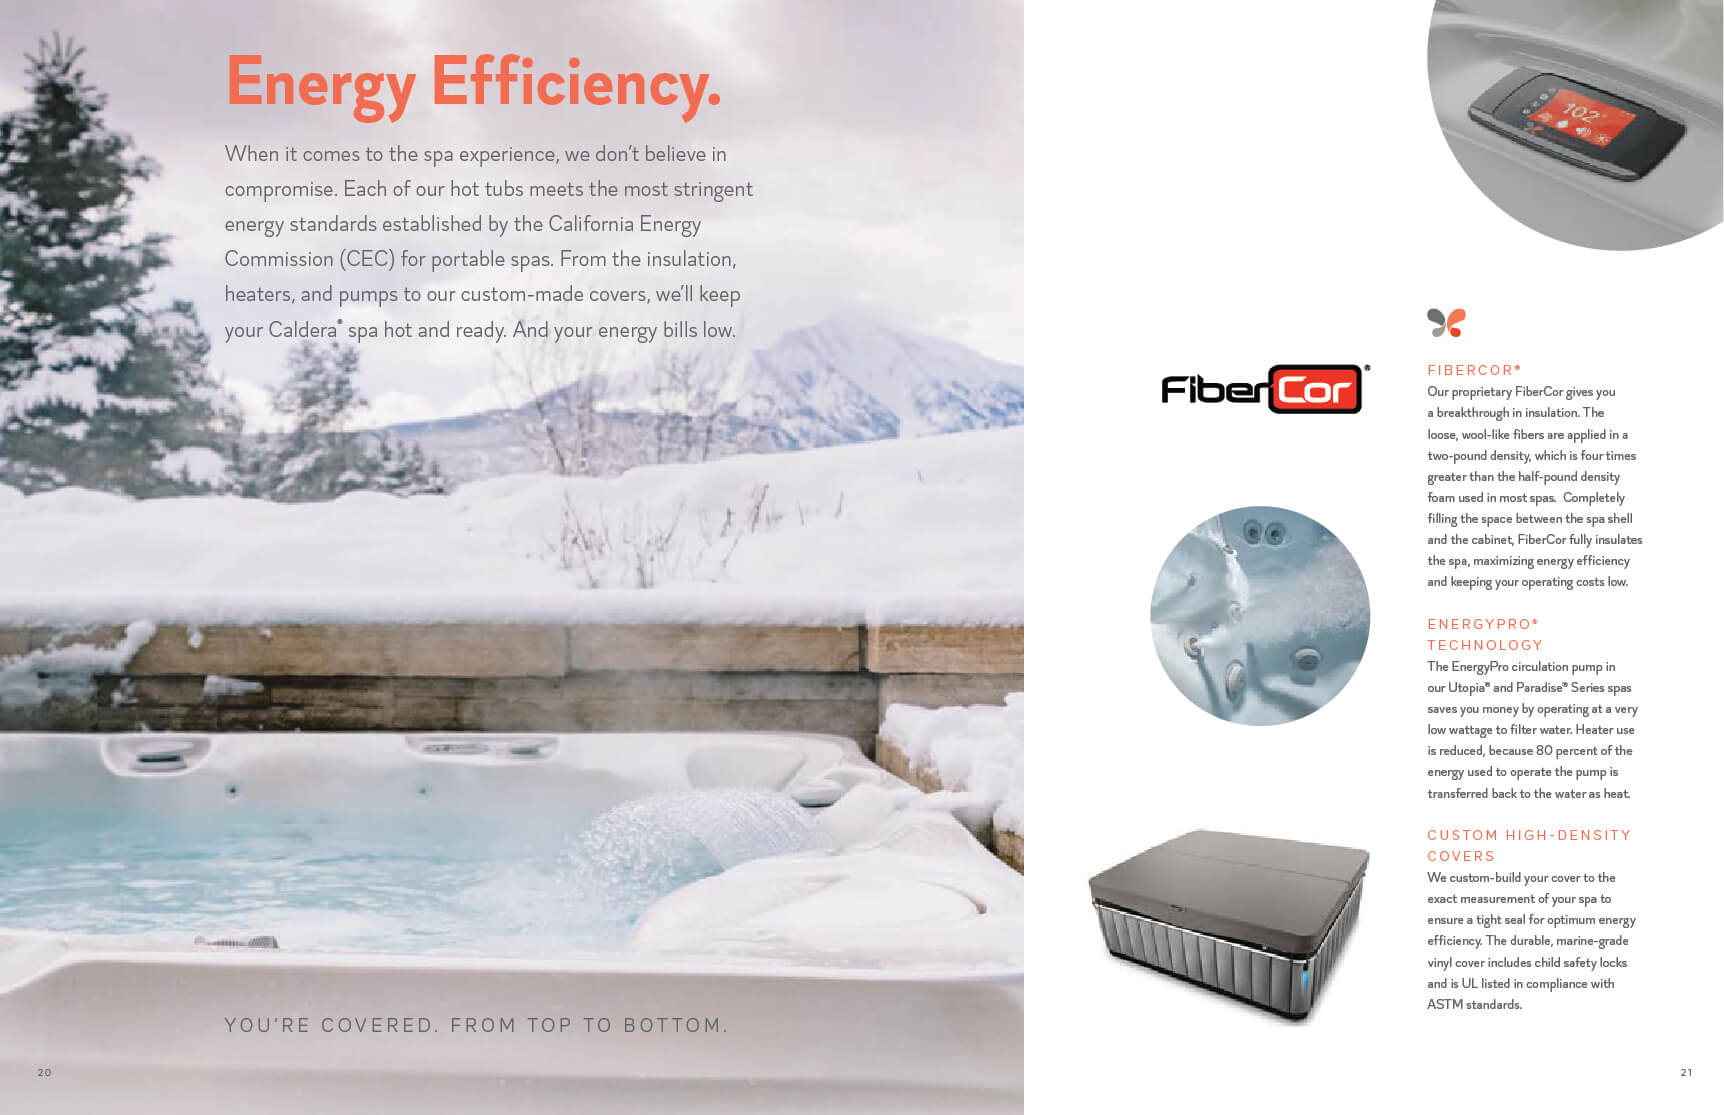 Energy Efficiency.
When it comes to the spa experience, we don't believe in
compromise. Each of our hot tubs meets the most stringent
energy standards established by the California Energy
Commission (CEC) for portable spas. From the insulation,
heaters, and pumps to our custom-made covers, we'll keep
your Caldera® spa hot and ready. And your energy bills low.
YOU'RE COVERED. FROM TOP TO BOTTOM.
20
102°
FiberCor®
FIBERCOR®
Our proprietary FiberCor gives you
a breakthrough in insulation. The
loose, wool-like fibers are applied in a
two-pound density, which is four times
greater than the half-pound density
foam used in most spas. Completely
filling the space between the spa shell
and the cabinet, FiberCor fully insulates
the spa, maximizing energy efficiency
and keeping your operating costs low.
ENERGYPRO®
TECHNOLOGY
The EnergyPro circulation pump in
our Utopia® and Paradise® Series spas
saves you money by operating at a very
low wattage to filter water. Heater use
is reduced, because 80 percent of the
energy used to operate the pump is
transferred back to the water as heat.
CUSTOM HIGH-DENSITY
COVERS
We custom-build your cover to the
exact measurement of your spa to
ensure a tight seal for optimum energy
efficiency. The durable, marine-grade
vinyl cover includes child safety locks
and is UL listed in compliance with
ASTM standards.
21